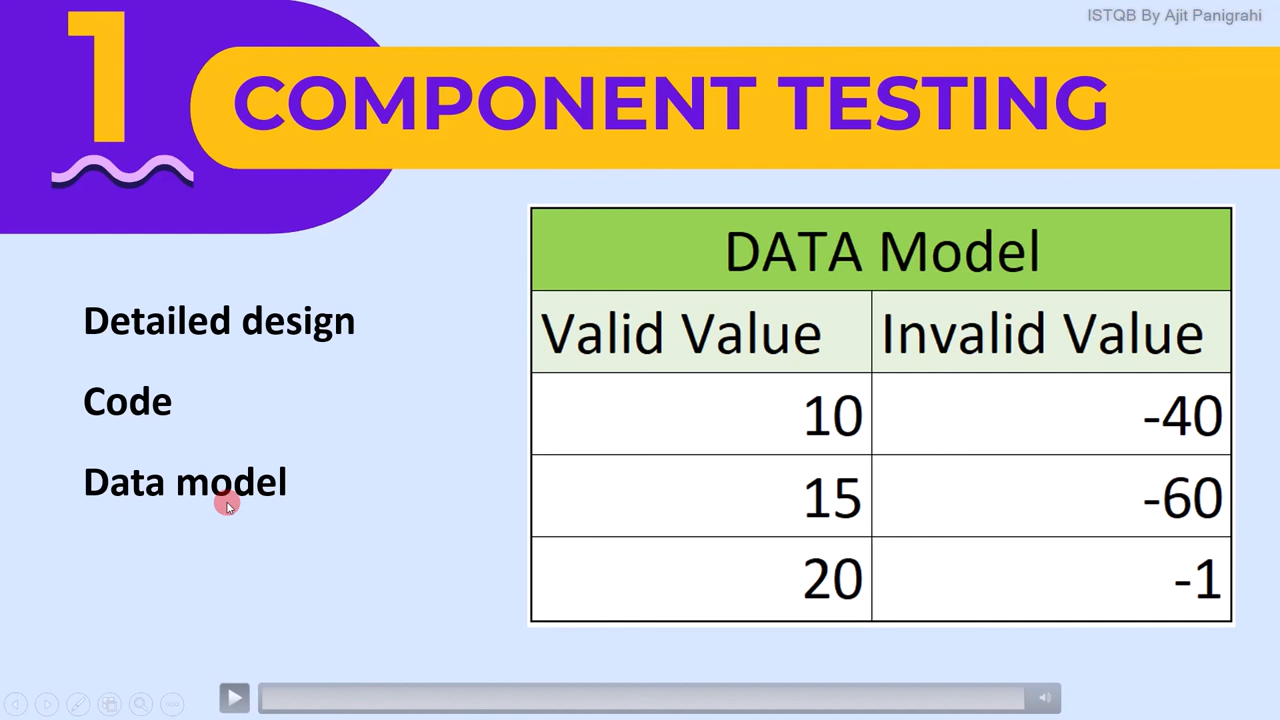 ISTQB By Ajit Panigrahi
1
COMPONENT TESTING
Detailed design
Code
Data model
DATA Model
Valid Value Invalid Value
10 -40
15 -60
20 -1